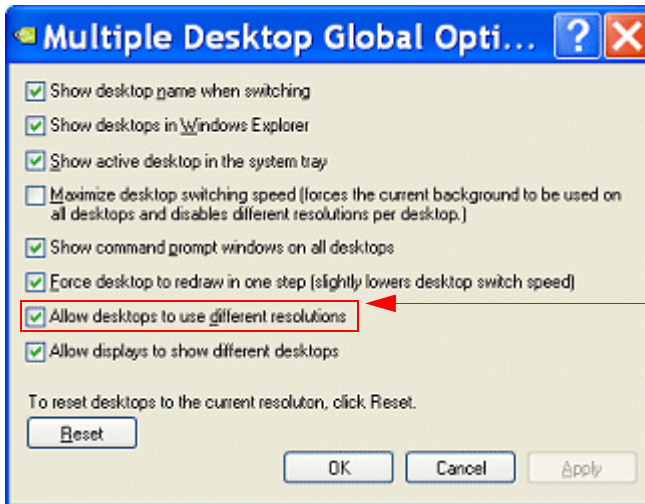 Multiple Desktop Global Opti...
Show desktop name when switching
Show desktops in Windows Explorer
Show active desktop in the system tray
Maximize desktop switching speed (forces the current background to be used on
all desktops and disables different resolutions per desktop.)
Show command prompt windows on all desktops
Force desktop to redraw in one step (slightly lowers desktop switch speed)
Allow desktops to use different resolutions
Allow displays to show different desktops
To reset desktops to the current resoluton, click Reset.
Reset
OK Cancel Apply